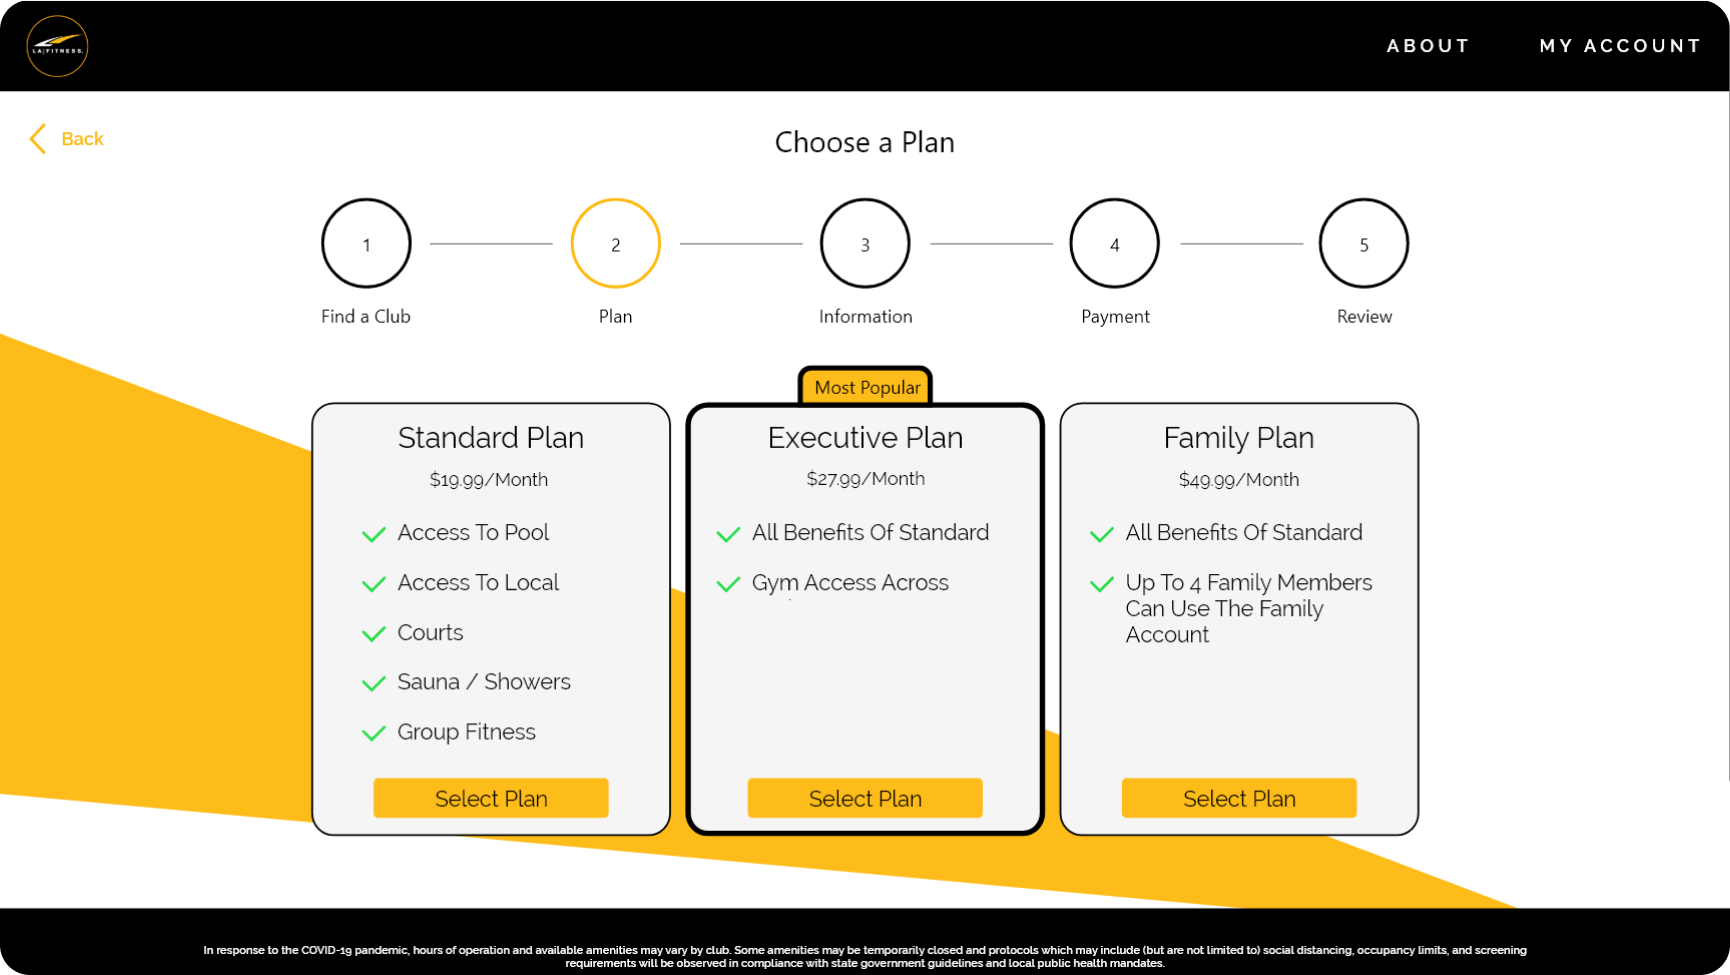 LA|FITNESS.
ABOUT
MY ACCOUNT
Back
Choose a Plan
1
2
3
4
5
Find a Club
Plan
Information
Payment
Review
Most Popular
Standard Plan
$19.99/Month
Access To Pool
Access To Local
Courts
Sauna / Showers
Group Fitness
Select Plan
Executive Plan
$27.99/Month
All Benefits Of Standard
Gym Access Across
Select Plan
Family Plan
$49.99/Month
All Benefits Of Standard
Up To 4 Family Members
Can Use The Family
Account
Select Plan
In response to the COVID-19 pandemic, hours of operation and available amenities may vary by club. Some amenities may be temporarily closed and protocols which may include (but are not limited to) social distancing, occupancy limits, and screening
requirements will be observed in compliance with state government guidelines and local public health mandates.